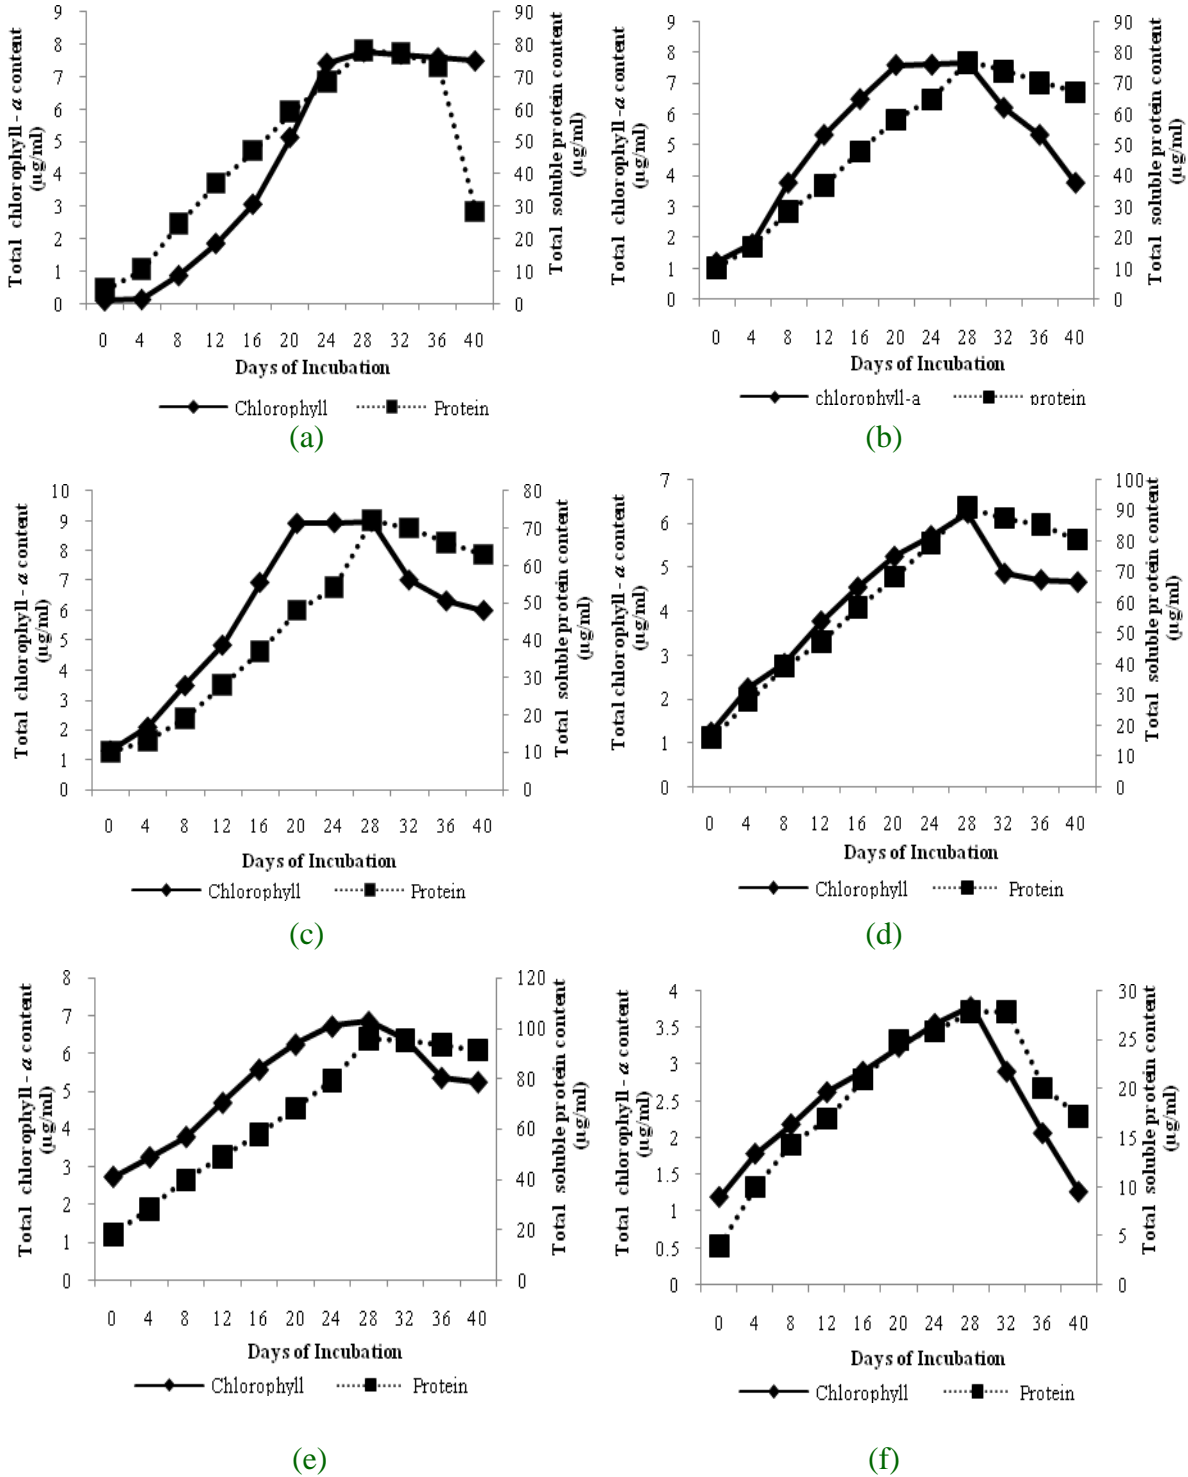 9
8
7
6
5
4
3
2
1
0
90
80
70
60
50
40
30
20
10
0
Total chlorophyll - a content
(µg/ml)
Total soluble protein content
(µg/ml)
0 4 8 12 16 20 24 28 32 36 40
Days of Incubation
Chlorophyll Protein
(a)
9
8
7
6
5
4
3
2
1
0
90
80
70
60
50
40
30
20
10
0
Total chlorophyll - a content
(µg/ml)
Total soluble protein content
(µg/ml)
0 4 8 12 16 20 24 28 32 36 40
Days of Incubation
chlorophyll-a protein
(b)
10
9
8
7
6
5
4
3
2
1
0
80
70
60
50
40
30
20
10
0
Total chlorophyll - a content
(µg/ml)
Total soluble protein content
(µg/ml)
0 4 8 12 16 20 24 28 32 36 40
Days of Incubation
Chlorophyll Protein
(c)
7
6
5
4
3
2
1
0
100
90
80
70
60
50
40
30
20
10
0
Total chlorophyll - a content
(µg/ml)
Total soluble protein content
(µg/ml)
0 4 8 12 16 20 24 28 32 36 40
Days of Incubation
Chlorophyll Protein
(d)
8
7
6
5
4
3
2
1
0
120
100
80
60
40
20
0
Total chlorophyll - a content
(µg/ml)
Total soluble protein content
(µg/ml)
0 4 8 12 16 20 24 28 32 36 40
Days of Incubation
Chlorophyll Protein
(e)
4
3.5
3
2.5
2
1.5
1
0.5
0
30
25
20
15
10
5
0
Total chlorophyll - a content
(µg/ml)
Total soluble protein content
(µg/ml)
0 4 8 12 16 20 24 28 32 36 40
Days of Incubation
Chlorophyll Protein
(f)